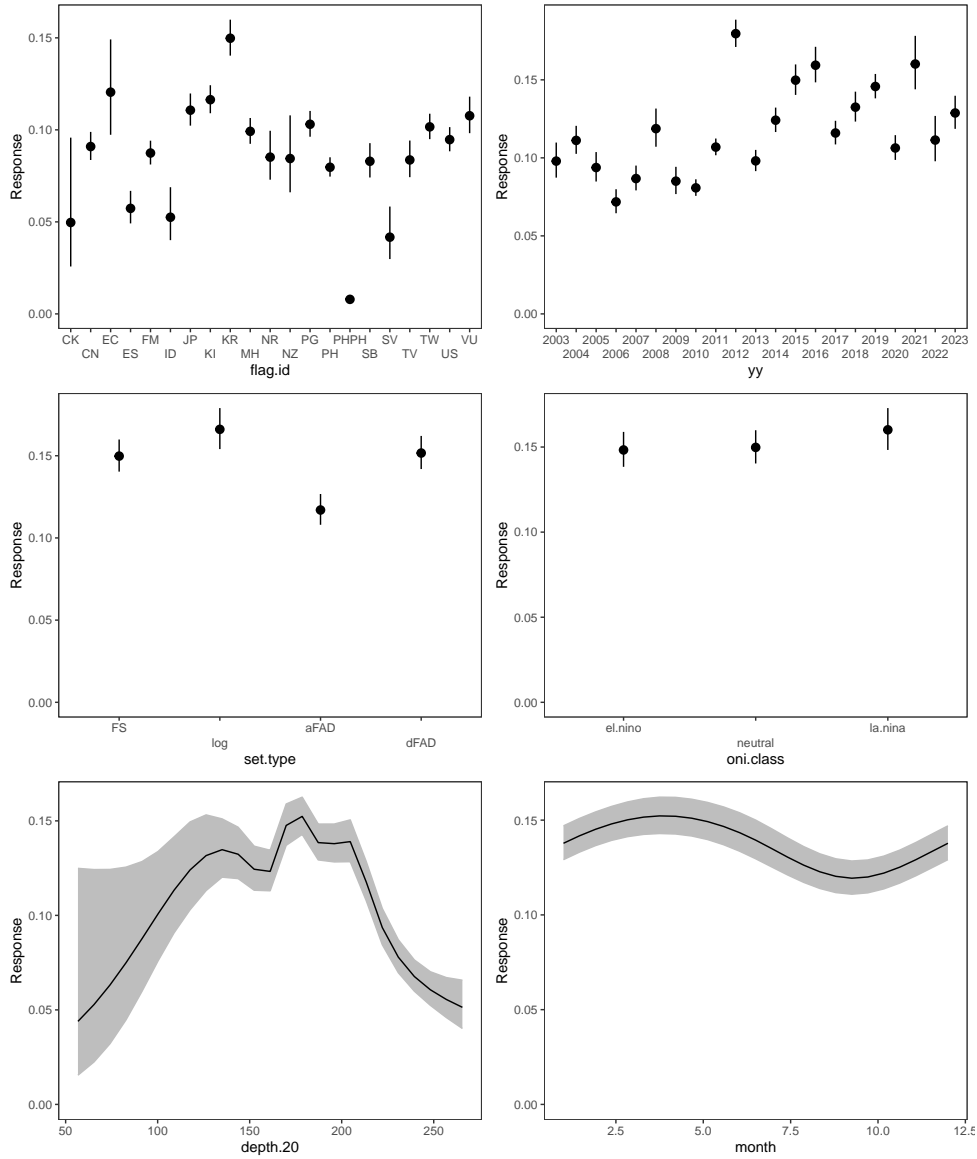 0.15
0.10
0.05
0.00
Response
CK EC FM JP KR NR PG PHPH SV TW VU
CN ES ID KI MH NZ PH SB TV US
flag.id
0.15
0.10
0.05
0.00
Response
2003 2005 2007 2009 2011 2013 2015 2017 2019 2021 2023
2004 2006 2008 2010 2012 2014 2016 2018 2020 2022
yy
0.15
0.10
0.05
0.00
Response
FS aFAD
log dFAD
set.type
0.15
0.10
0.05
0.00
Response
el.nino la.nina
neutral
oni.class
0.15
0.10
0.05
0.00
Response
50 100 150 200 250
depth.20
0.15
0.10
0.05
0.00
Response
2.5 5.0 7.5 10.0 12.5
month